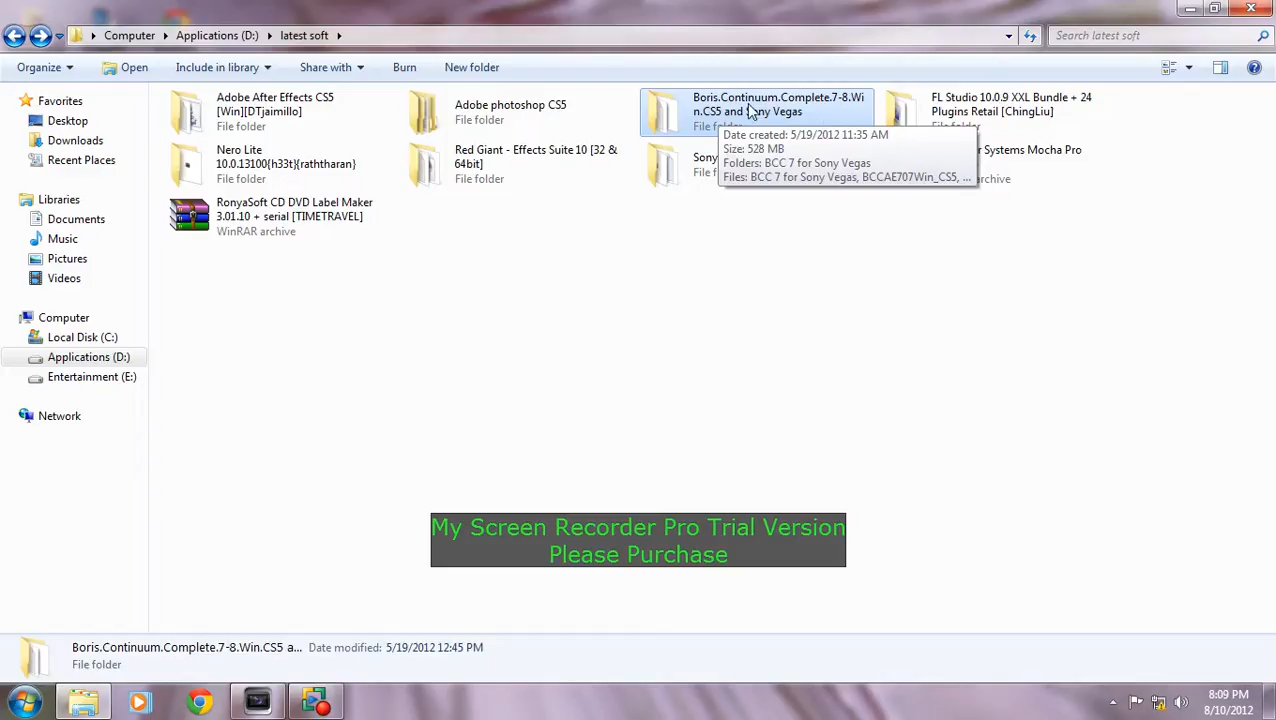 Computer ▸ Applications (D:) ▸ latest soft ▸
Search latest soft
Organize
Open
Include in library
Share with
Burn
New folder
Favorites
Desktop
Downloads
Recent Places
Libraries
Documents
Music
Pictures
Videos
Computer
Local Disk (C:)
Applications (D:)
Entertainment (E:)
Network
Adobe After Effects CS5
[Win][DTjaimillo]
File folder
Adobe photoshop CS5
File folder
Boris.Continuum.Complete.7-8.Wi
n.CS5 and Sony Vegas
File folder
FL Studio 10.0.9 XXL Bundle + 24
Plugins Retail [ChingLiu]
Date created: 5/19/2012 11:35 AM
Size: 528 MB
Folders: BCC 7 for Sony Vegas
Files: BCC 7 for Sony Vegas, BCCAE707Win_CS5, ...
Nero Lite
10.0.13100{h33t}{raththaran}
File folder
Red Giant - Effects Suite 10 [32 &
64bit]
File folder
Sony
Systems Mocha Pro
RonyaSoft CD DVD Label Maker
3.01.10 + serial [TIMETRAVEL]
WinRAR archive
My Screen Recorder Pro Trial Version
Please Purchase
Boris.Continuum.Complete.7-8.Win.CS5 a... Date modified: 5/19/2012 12:45 PM
File folder
8:09 PM
8/10/2012